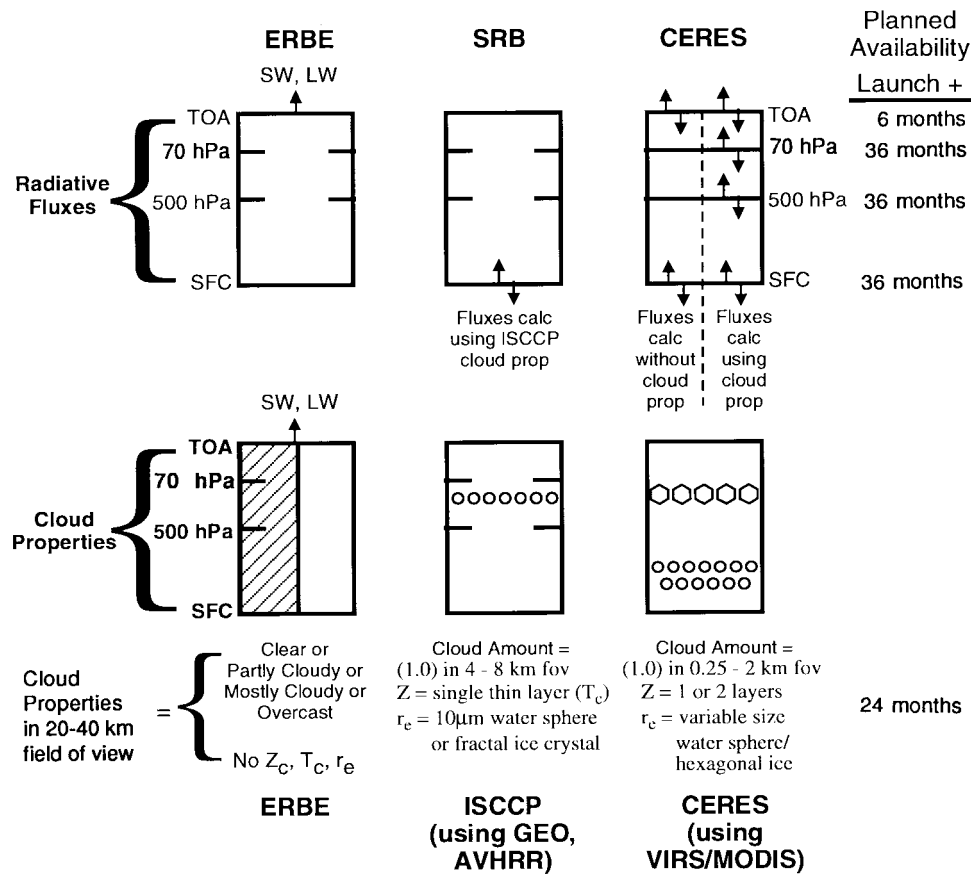 ERBE
SRB
CERES
Planned
Availability
Launch +
SW, LW
TOA
70 hPa
500 hPa
SFC
Radiative
Fluxes
TOA
70 hPa
500 hPa
SFC
6 months
36 months
36 months
36 months
Fluxes calc
using ISCCP
cloud prop
Fluxes
calc
without
cloud
prop
Fluxes
calc
using
cloud
prop
SW, LW
TOA
70 hPa
500 hPa
SFC
Cloud
Properties
Cloud
Properties
in 20-40 km
field of view
=
Clear or
Partly Cloudy or
Mostly Cloudy or
Overcast
No Z_C, T_C, r_e
Cloud Amount =
(1.0) in 4 - 8 km fov
Z = single thin layer (T_c)
r_e = 10μm water sphere
or fractal ice crystal
Cloud Amount =
(1.0) in 0.25 - 2 km fov
Z = 1 or 2 layers
r_e = variable size
water sphere/
hexagonal ice
24 months
ERBE
ISCCP
(using GEO,
AVHRR)
CERES
(using
VIRS/MODIS)